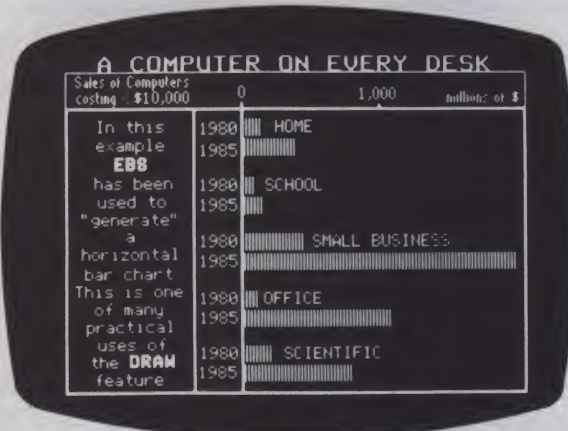 A COMPUTER ON EVERY DESK
Sales of Computers
costing < $10,000
0 1,000 millions of $
In this
example
EB8
has been
used to
"generate"
a
horizontal
bar chart
This is one
of many
practical
uses of
the DRAW
feature
1980 HOME
1985
1980 SCHOOL
1985
1980 SMALL BUSINESS
1985
1980 OFFICE
1985
1980 SCIENTIFIC
1985